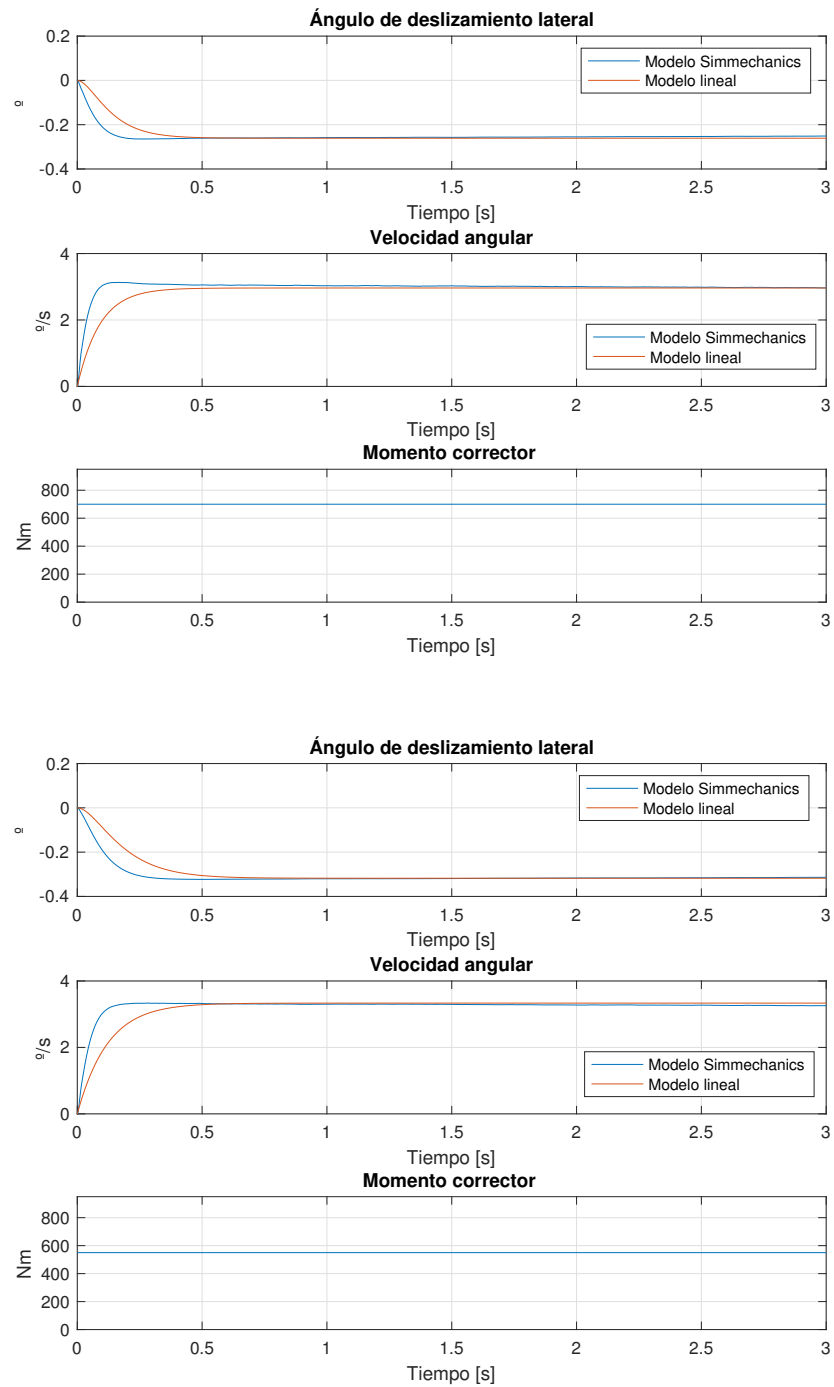 Ángulo de deslizamiento lateral
0.2
0
-0.2
-0.4
º
Modelo Simmechanics
Modelo lineal
0 0.5 1 1.5 2 2.5 3
Tiempo [s]
Velocidad angular
4
2
0
º/s
Modelo Simmechanics
Modelo lineal
0 0.5 1 1.5 2 2.5 3
Tiempo [s]
Momento corrector
800
600
400
200
0
Nm
0 0.5 1 1.5 2 2.5 3
Tiempo [s]
Ángulo de deslizamiento lateral
0.2
0
-0.2
-0.4
º
Modelo Simmechanics
Modelo lineal
0 0.5 1 1.5 2 2.5 3
Tiempo [s]
Velocidad angular
4
2
0
º/s
Modelo Simmechanics
Modelo lineal
0 0.5 1 1.5 2 2.5 3
Tiempo [s]
Momento corrector
800
600
400
200
0
Nm
0 0.5 1 1.5 2 2.5 3
Tiempo [s]